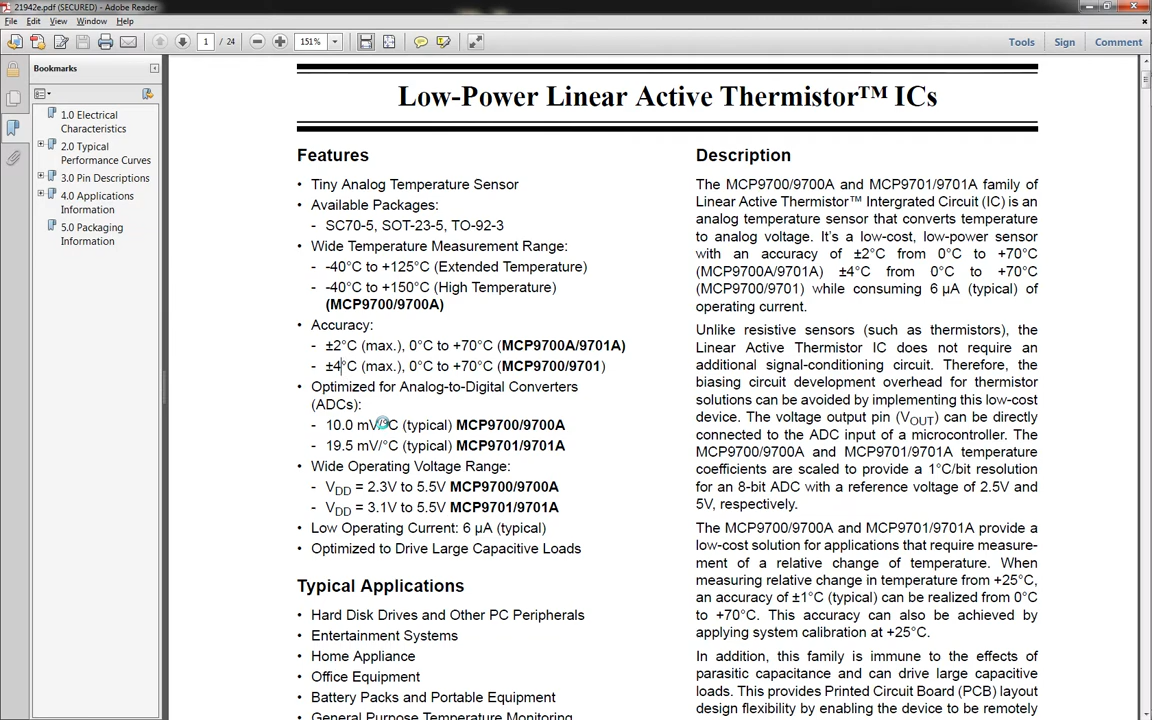 21942e.pdf (SECURED) - Adobe Reader
File Edit View Window Help
1 / 24 151% Tools Sign Comment
Bookmarks
1.0 Electrical
Characteristics
2.0 Typical
Performance Curves
3.0 Pin Descriptions
4.0 Applications
Information
5.0 Packaging
Information
Low-Power Linear Active Thermistor™ ICs
Features
• Tiny Analog Temperature Sensor
• Available Packages:
- SC70-5, SOT-23-5, TO-92-3
• Wide Temperature Measurement Range:
- -40°C to +125°C (Extended Temperature)
- -40°C to +150°C (High Temperature)
(MCP9700/9700A)
• Accuracy:
- ±2°C (max.), 0°C to +70°C (MCP9700A/9701A)
- ±4°C (max.), 0°C to +70°C (MCP9700/9701)
• Optimized for Analog-to-Digital Converters
(ADCs):
- 10.0 mV/°C (typical) MCP9700/9700A
- 19.5 mV/°C (typical) MCP9701/9701A
• Wide Operating Voltage Range:
- VDD = 2.3V to 5.5V MCP9700/9700A
- VDD = 3.1V to 5.5V MCP9701/9701A
• Low Operating Current: 6 µA (typical)
• Optimized to Drive Large Capacitive Loads
Typical Applications
• Hard Disk Drives and Other PC Peripherals
• Entertainment Systems
• Home Appliance
• Office Equipment
• Battery Packs and Portable Equipment
• General Purpose Temperature Monitoring
Description
The MCP9700/9700A and MCP9701/9701A family of
Linear Active Thermistor™ Intergrated Circuit (IC) is an
analog temperature sensor that converts temperature
to analog voltage. It's a low-cost, low-power sensor
with an accuracy of ±2°C from 0°C to +70°C
(MCP9700A/9701A) ±4°C from 0°C to +70°C
(MCP9700/9701) while consuming 6 µA (typical) of
operating current.
Unlike resistive sensors (such as thermistors), the
Linear Active Thermistor IC does not require an
additional signal-conditioning circuit. Therefore, the
biasing circuit development overhead for thermistor
solutions can be avoided by implementing this low-cost
device. The voltage output pin (VOUT) can be directly
connected to the ADC input of a microcontroller. The
MCP9700/9700A and MCP9701/9701A temperature
coefficients are scaled to provide a 1°C/bit resolution
for an 8-bit ADC with a reference voltage of 2.5V and
5V, respectively.
The MCP9700/9700A and MCP9701/9701A provide a
low-cost solution for applications that require measure-
ment of a relative change of temperature. When
measuring relative change in temperature from +25°C,
an accuracy of ±1°C (typical) can be realized from 0°C
to +70°C. This accuracy can also be achieved by
applying system calibration at +25°C.
In addition, this family is immune to the effects of
parasitic capacitance and can drive large capacitive
loads. This provides Printed Circuit Board (PCB) layout
design flexibility by enabling the device to be remotely